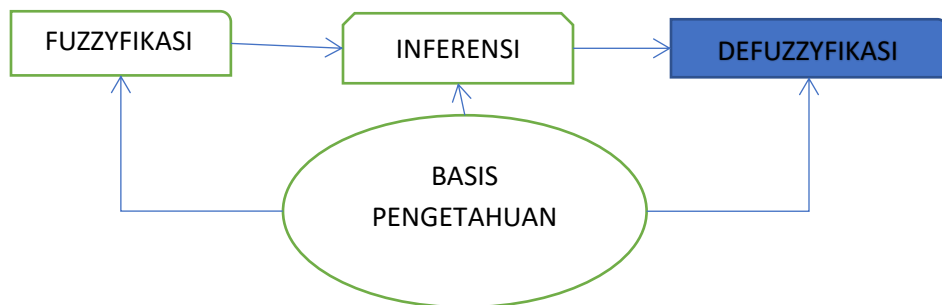 FUZZYFIKASI
INFERENSI
DEFUZZYFIKASI
BASIS
PENGETAHUAN